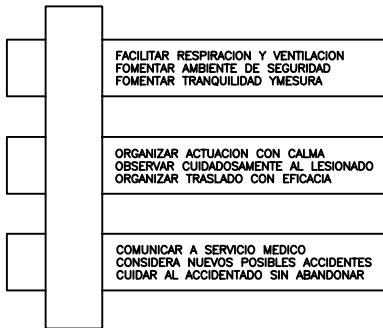 FACILITAR RESPIRACION Y VENTILACION
FOMENTAR AMBIENTE DE SEGURIDAD
FOMENTAR TRANQUILIDAD YMESURA
ORGANIZAR ACTUACION CON CALMA
OBSERVAR CUIDADOSAMENTE AL LESIONADO
ORGANIZAR TRASLADO CON EFICACIA
COMUNICAR A SERVICIO MEDICO
CONSIDERA NUEVOS POSIBLES ACCIDENTES
CUIDAR AL ACCIDENTADO SIN ABANDONAR